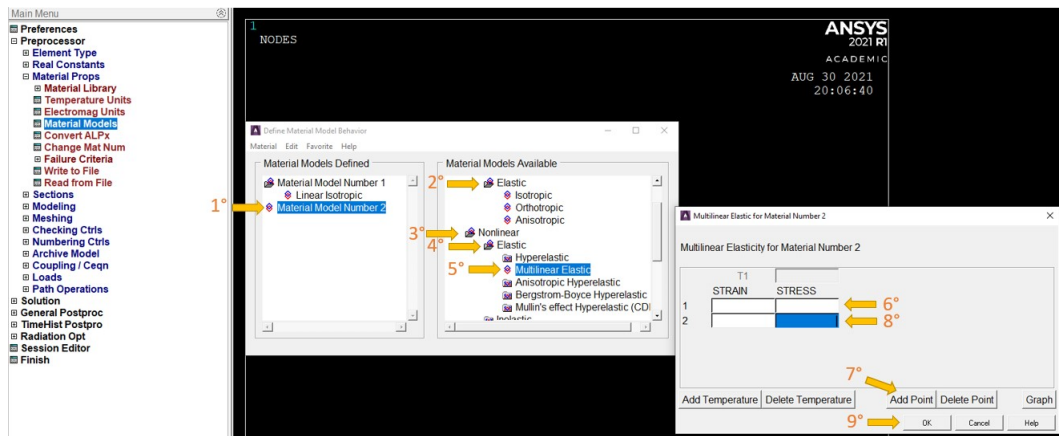 Main Menu
Preferences
Preprocessor
Element Type
Real Constants
Material Props
Material Library
Temperature Units
Electromag Units
Material Models
Convert ALPx
Change Mat Num
Failure Criteria
Write to File
Read from File
Sections
Modeling
Meshing
Checking Ctrls
Numbering Ctrls
Archive Model
Coupling / Ceqn
Loads
Path Operations
Solution
General Postproc
TimeHist Postpro
Radiation Opt
Session Editor
Finish
1
NODES
ANSYS
2021 R1
ACADEMIC
AUG 30 2021
20:06:40
Define Material Model Behavior
Material Edit Favorite Help
Material Models Defined
Material Model Number 1
Linear Isotropic
1° Material Model Number 2
Material Models Available
2° Elastic
Isotropic
Orthotropic
Anisotropic
3° Nonlinear
4° Elastic
Hyperelastic
5° Multilinear Elastic
Anisotropic Hyperelastic
Bergstrom-Boyce Hyperelastic
Mullin's effect Hyperelastic (CDI
Inelastic
Multilinear Elastic for Material Number 2
Multilinear Elasticity for Material Number 2
T1
STRAIN STRESS
1 6°
2 8°
7°
Add Temperature Delete Temperature Add Point Delete Point Graph
9° OK Cancel Help